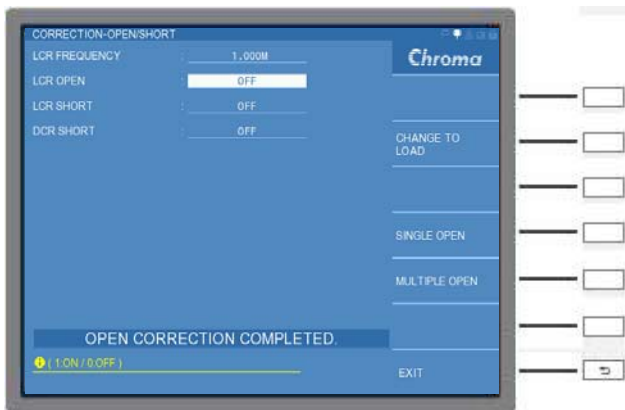 CORRECTION-OPEN/SHORT
LCR FREQUENCY : 1.000M
LCR OPEN : OFF
LCR SHORT : OFF
DCR SHORT : OFF
Chroma
CHANGE TO
LOAD
SINGLE OPEN
MULTIPLE OPEN
OPEN CORRECTION COMPLETED.
( 1:ON / 0:OFF )
EXIT